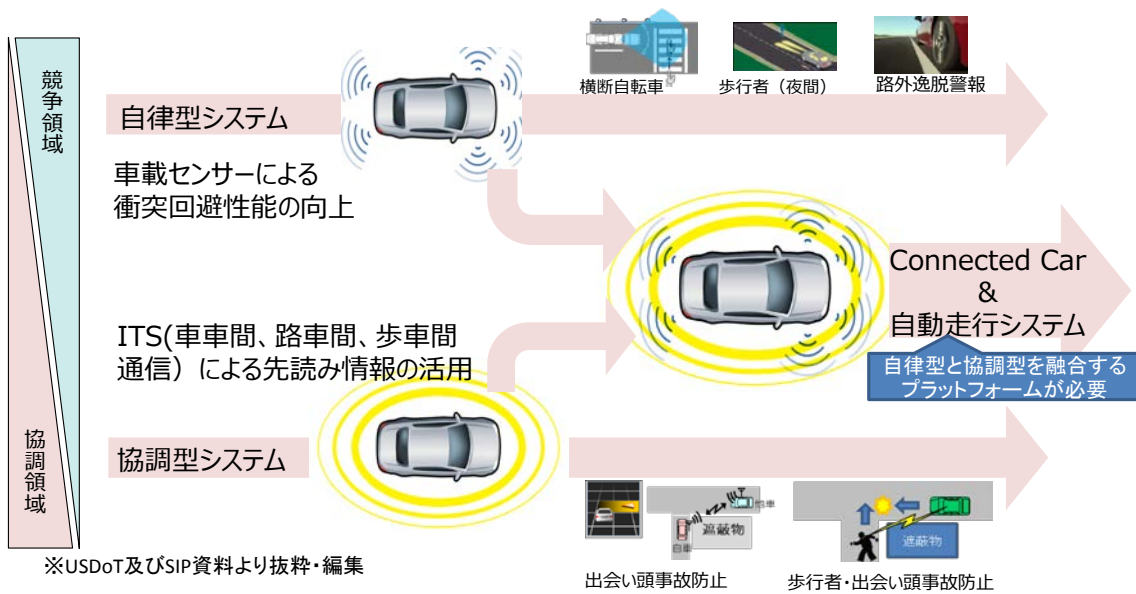 横断自転車
歩行者（夜間）
路外逸脱警報
競争領域
自律型システム
車載センサーによる
衝突回避性能の向上
Connected Car
&
自動走行システム
自律型と協調型を融合する
プラットフォームが必要
ITS(車車間、路車間、歩車間
通信）による先読み情報の活用
協調領域
協調型システム
他車
遮蔽物
自車
遮蔽物
出会い頭事故防止
歩行者・出会い頭事故防止
※USDoT及びSIP資料より抜粋・編集